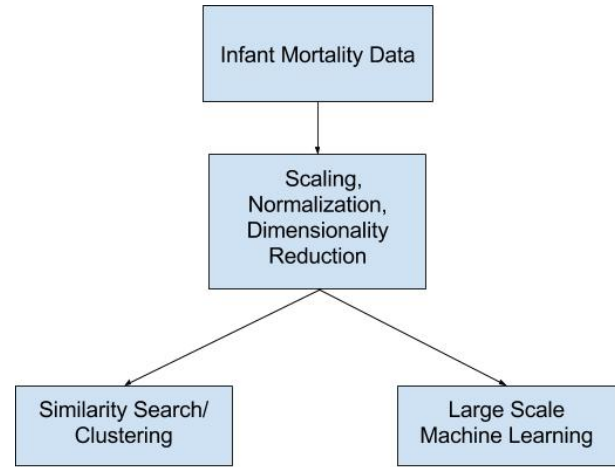 Infant Mortality Data
Scaling,
Normalization,
Dimensionality
Reduction
Similarity Search/
Clustering
Large Scale
Machine Learning